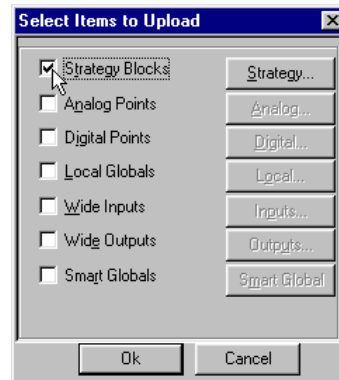 Select Items to Upload
Strategy Blocks Strategy...
Analog Points Analog...
Digital Points Digital...
Local Globals Local...
Wide Inputs Inputs...
Wide Outputs Outputs...
Smart Globals Smart Global
Ok Cancel